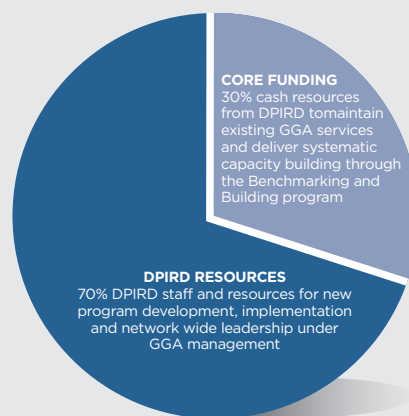 CORE FUNDING
30% cash resources
from DPIRD tomaintain
existing GGA services
and deliver systematic
capacity building through
the Benchmarking and
Building program
DPIRD RESOURCES
70% DPIRD staff and resources for new
program development, implementation
and network wide leadership under
GGA management